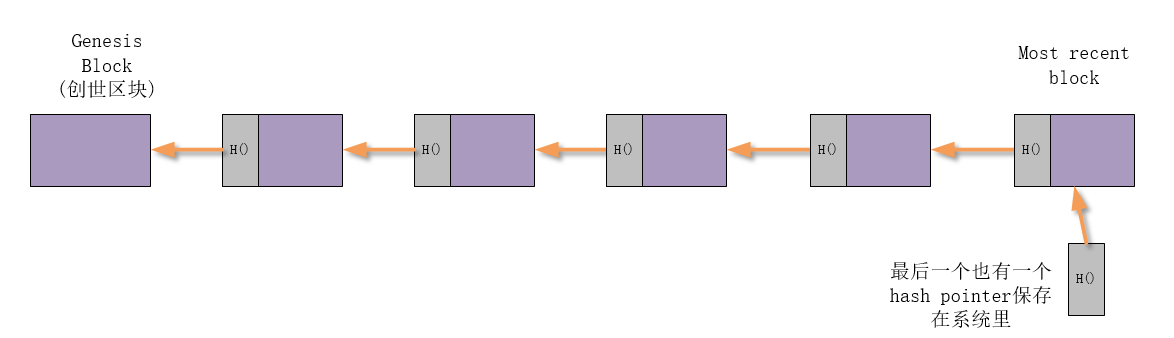 Genesis
Block
(创世区块)
Most recent
block
H()
H()
H()
H()
H()
最后一个也有一个
hash pointer保存
在系统里
H()